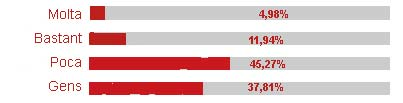 Molta 4,98%
Bastant 11,94%
Poca 45,27%
Gens 37,81%